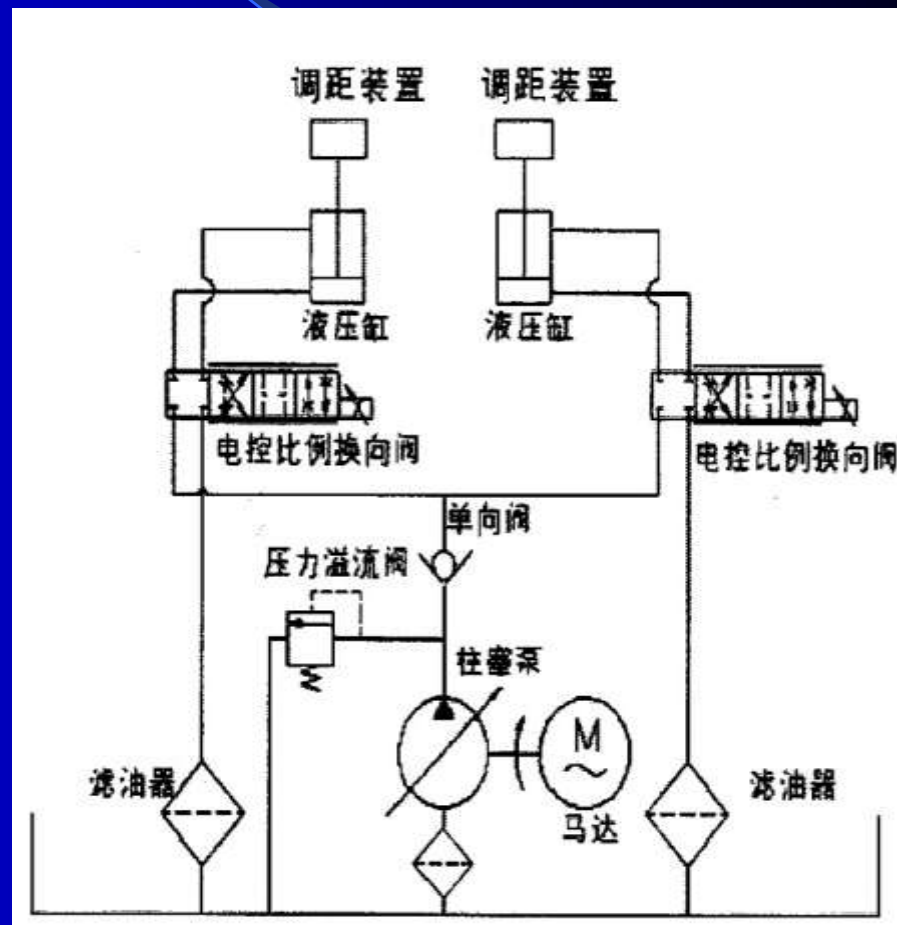 调距装置
调距装置
液压缸
液压缸
电控比例换向阀
电控比例换向阀
单向阀
压力溢流阀
柱塞泵
M
马达
滤油器
滤油器